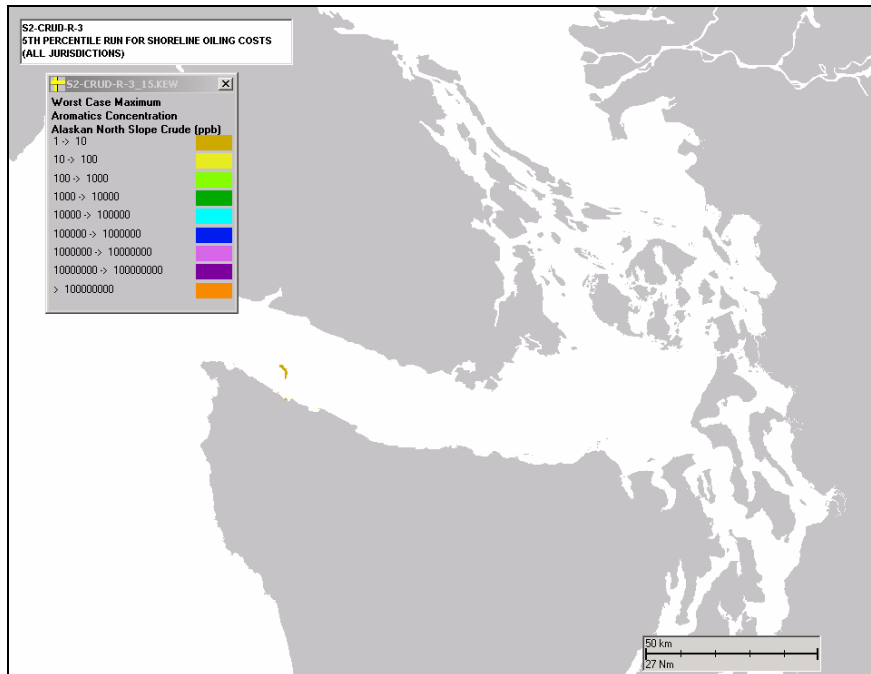 S2-CRUD-R-3
5TH PERCENTILE RUN FOR SHORELINE OILING COSTS
(ALL JURISDICTIONS)
S2-CRUD-R-3_1S.KEW
Worst Case Maximum
Aromatics Concentration
Alaskan North Slope Crude (ppb)
1 -> 10
10 -> 100
100 -> 1000
1000 -> 10000
10000 -> 100000
100000 -> 1000000
1000000 -> 10000000
10000000 -> 100000000
> 100000000
50 km
27 Nm